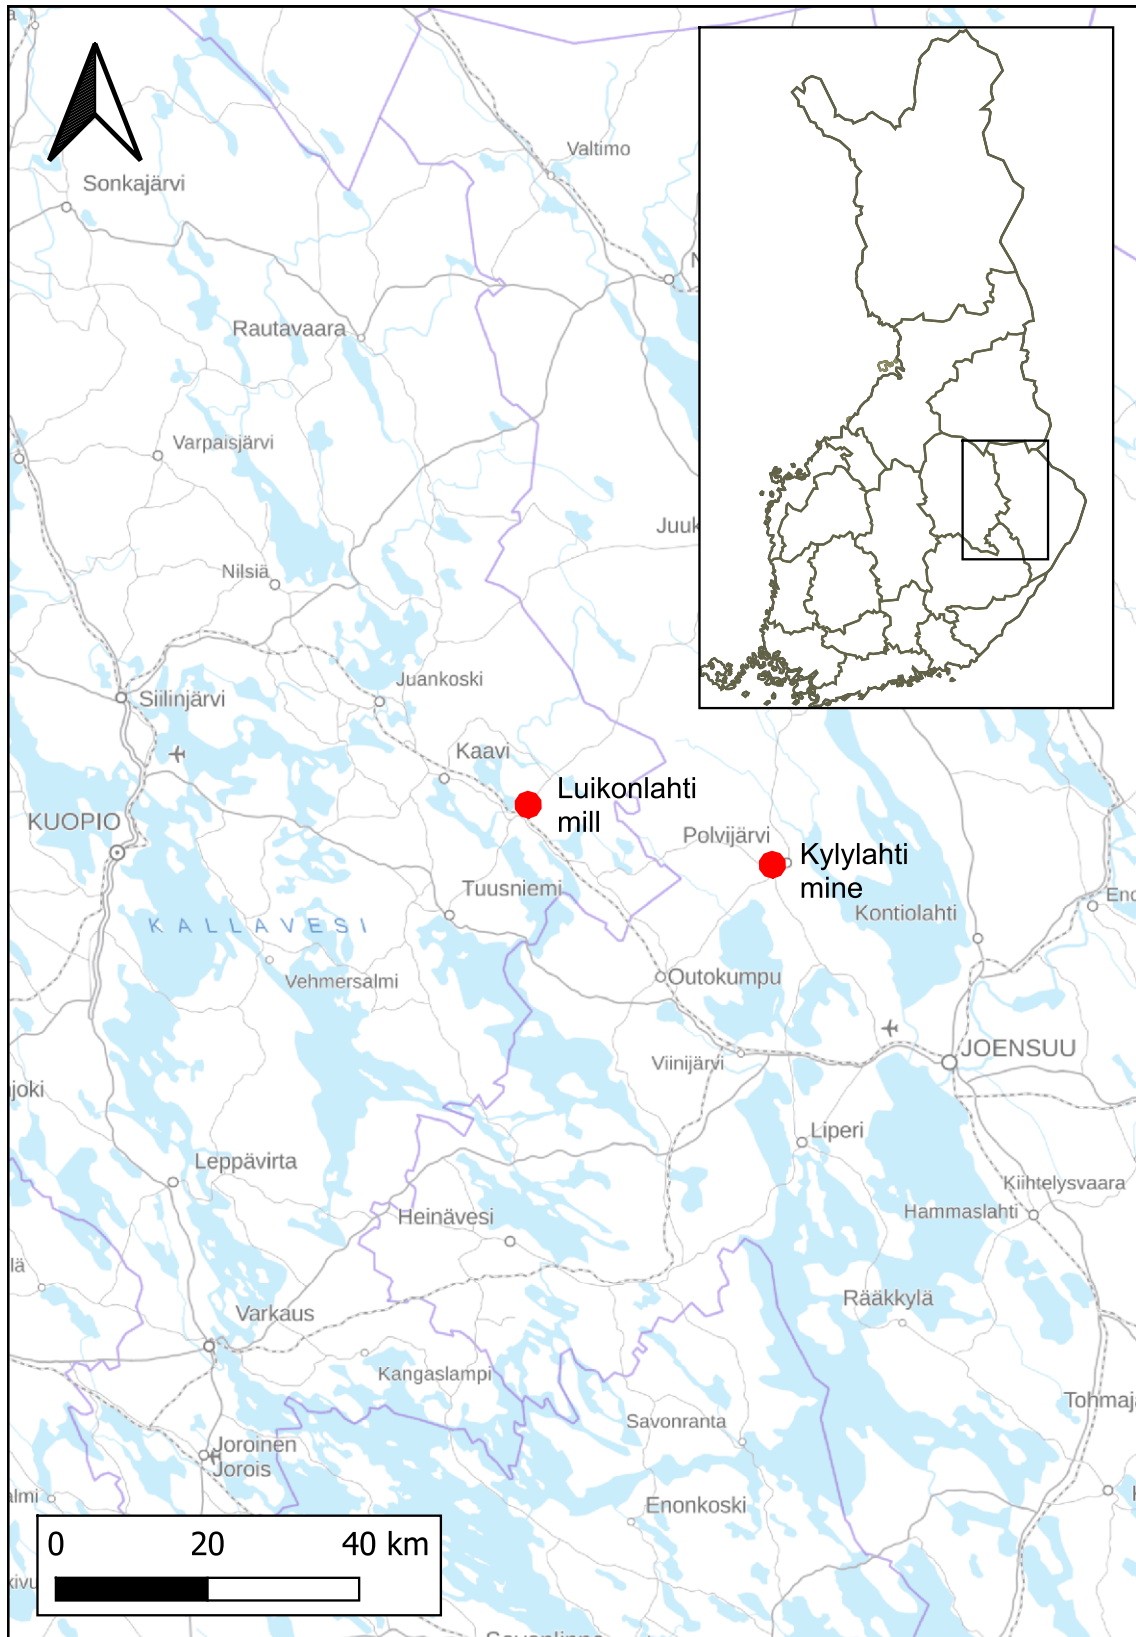 Valtimo
Sonkajärvi
Rautavaara
Varpaisjärvi
Juuk
Nilsiä
Juankoski
Siilinjärvi
Kaavi
Luikonlahti
mill
KUOPIO
Polvijärvi
Kylylahti
mine
Tuusniemi
Kontiolahti
KALLAVESI
Vehmersalmi
Outokumpu
Viinijärvi
JOENSUU
joki
Liperi
Leppävirta
Kiihtelysvaara
Hammaslahti
Heinävesi
lä
Rääkkylä
Varkaus
Kangaslampi
Tohmaj
Savonranta
Joroinen
Jorois
almi
Enonkoski
0 20 40 km